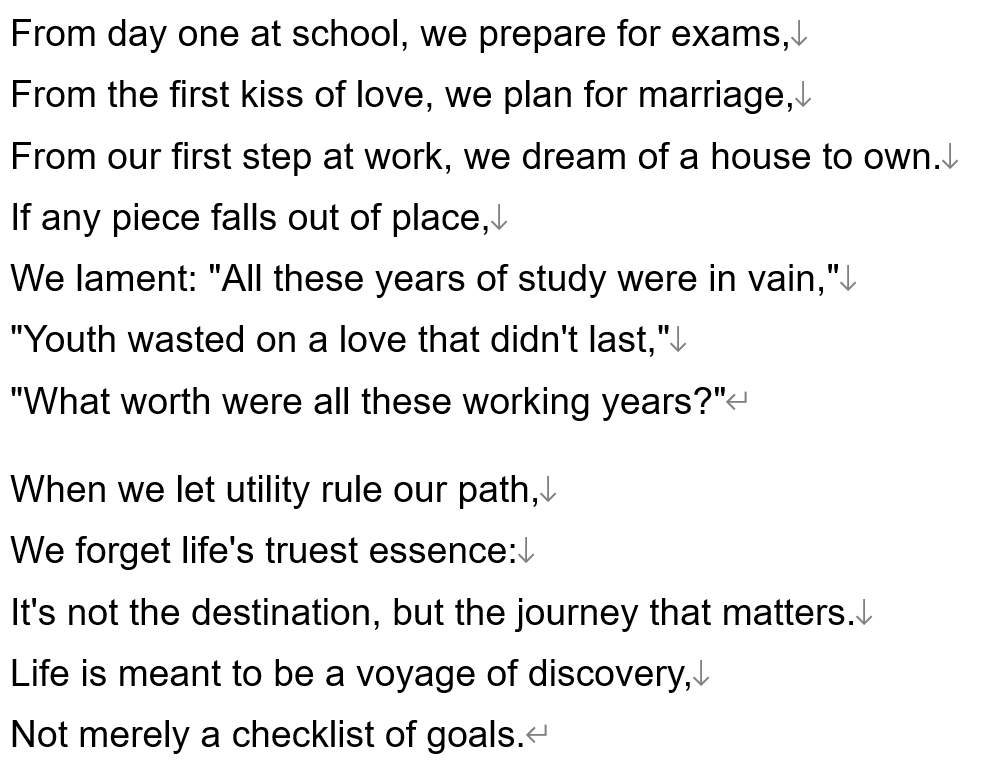 From day one at school, we prepare for exams,↓
From the first kiss of love, we plan for marriage,↓
From our first step at work, we dream of a house to own.↓
If any piece falls out of place,↓
We lament: "All these years of study were in vain,"↓
"Youth wasted on a love that didn't last,"↓
"What worth were all these working years?"↵
When we let utility rule our path,↓
We forget life's truest essence:↓
It's not the destination, but the journey that matters.↓
Life is meant to be a voyage of discovery,↓
Not merely a checklist of goals.↵